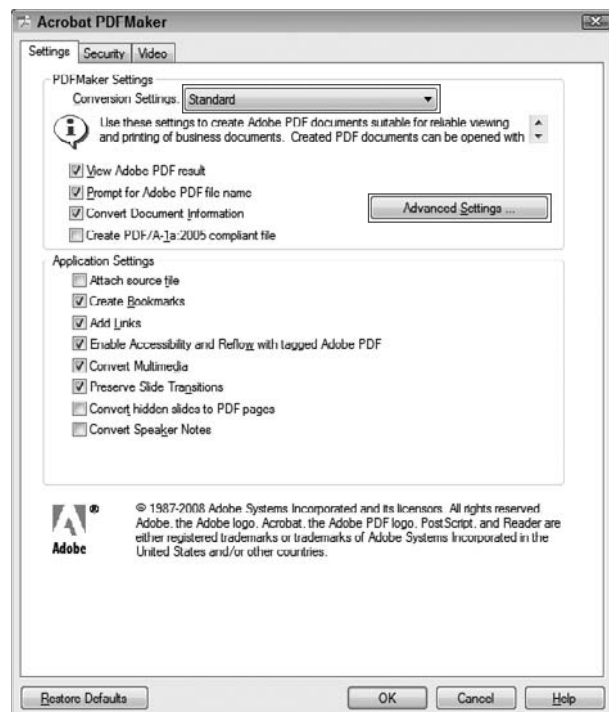 Acrobat PDFMaker
Settings Security Video
PDFMaker Settings
Conversion Settings: Standard
Use these settings to create Adobe PDF documents suitable for reliable viewing
and printing of business documents. Created PDF documents can be opened with
View Adobe PDF result
Prompt for Adobe PDF file name
Convert Document Information
Advanced Settings ...
Create PDF/A-1a:2005 compliant file
Application Settings
Attach source file
Create Bookmarks
Add Links
Enable Accessibility and Reflow with tagged Adobe PDF
Convert Multimedia
Preserve Slide Transitions
Convert hidden slides to PDF pages
Convert Speaker Notes
© 1987-2008 Adobe Systems Incorporated and its licensors. All rights reserved.
Adobe, the Adobe logo, Acrobat, the Adobe PDF logo, PostScript, and Reader are
either registered trademarks or trademarks of Adobe Systems Incorporated in the
United States and/or other countries.
®
Adobe
Restore Defaults OK Cancel Help